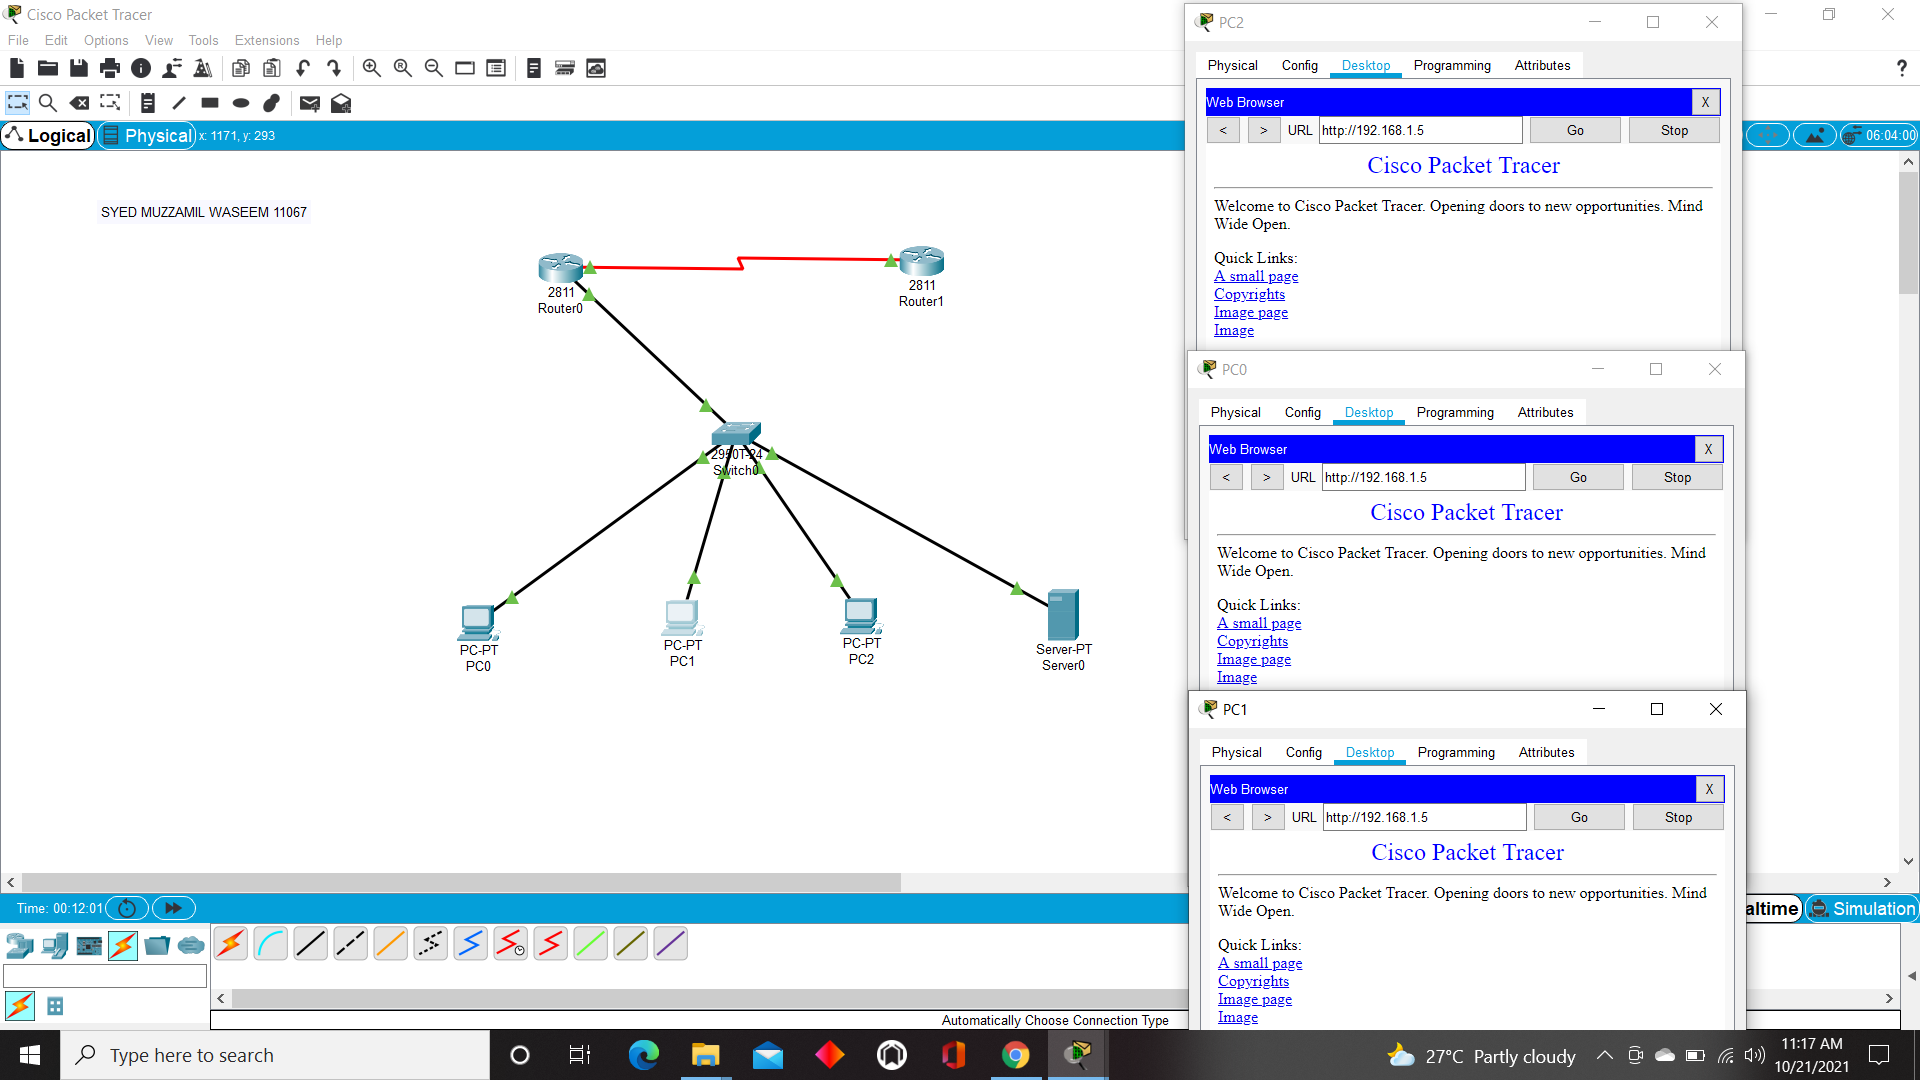 Cisco Packet Tracer
File Edit Options View Tools Extensions Help
?
Logical Physical x: 1171, y: 293
06:04:00
SYED MUZZAMIL WASEEM 11067
2811
Router0
2811
Router1
2950T-24
Switch0
PC-PT
PC0
PC-PT
PC1
PC-PT
PC2
Server-PT
Server0
PC2
Physical Config Desktop Programming Attributes
Web Browser X
< > URL http://192.168.1.5 Go Stop
Cisco Packet Tracer
Welcome to Cisco Packet Tracer. Opening doors to new opportunities. Mind
Wide Open.
Quick Links:
A small page
Copyrights
Image page
Image
PC0
Physical Config Desktop Programming Attributes
Web Browser X
< > URL http://192.168.1.5 Go Stop
Cisco Packet Tracer
Welcome to Cisco Packet Tracer. Opening doors to new opportunities. Mind
Wide Open.
Quick Links:
A small page
Copyrights
Image page
Image
PC1
Physical Config Desktop Programming Attributes
Web Browser X
< > URL http://192.168.1.5 Go Stop
Cisco Packet Tracer
Welcome to Cisco Packet Tracer. Opening doors to new opportunities. Mind
Wide Open.
Quick Links:
A small page
Copyrights
Image page
Image
Time: 00:12:01
altime Simulation
Automatically Choose Connection Type
Type here to search
27°C Partly cloudy
11:17 AM
10/21/2021